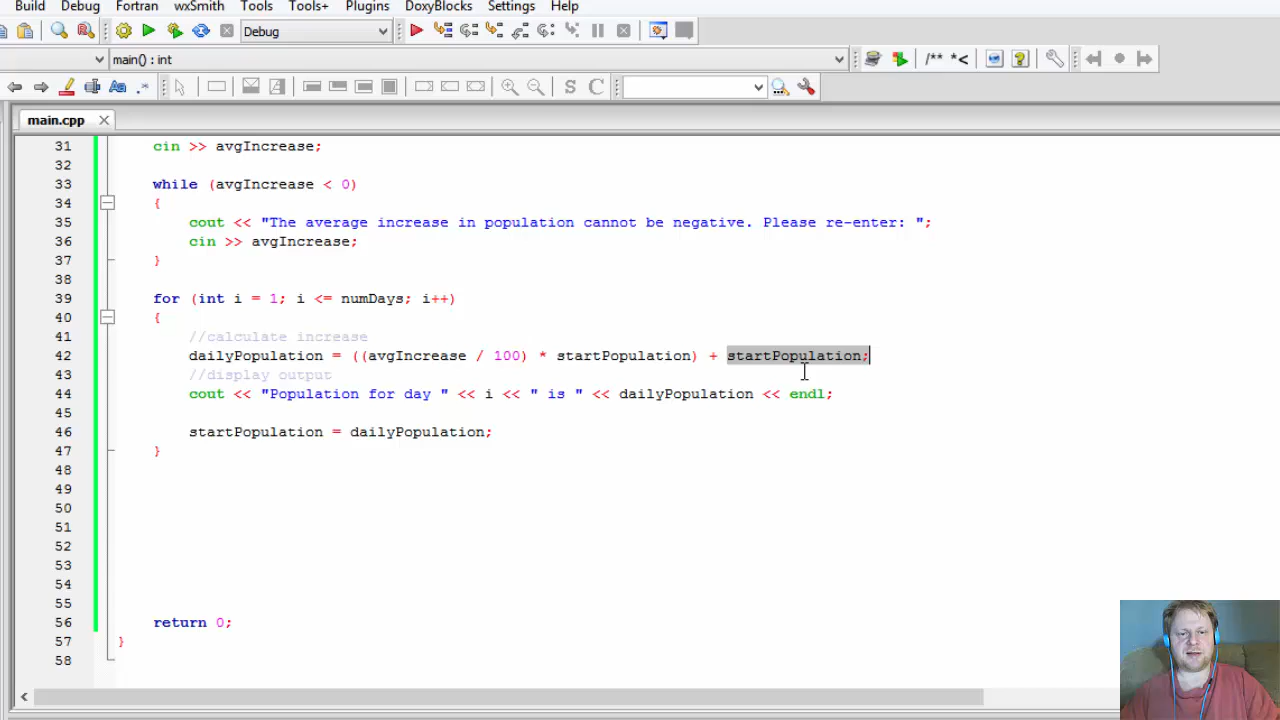 Build Debug Fortran wxSmith Tools Tools+ Plugins DoxyBlocks Settings Help
Debug
main() : int
/** *<
Aa .*
S C
main.cpp
31 cin >> avgIncrease;
32
33 while (avgIncrease < 0)
34 {
35 cout << "The average increase in population cannot be negative. Please re-enter: ";
36 cin >> avgIncrease;
37 }
38
39 for (int i = 1; i <= numDays; i++)
40 {
41 //calculate increase
42 dailyPopulation = ((avgIncrease / 100) * startPopulation) + startPopulation;
43 //display output
44 cout << "Population for day " << i << " is " << dailyPopulation << endl;
45
46 startPopulation = dailyPopulation;
47 }
48
49
50
51
52
53
54
55
56 return 0;
57 }
58